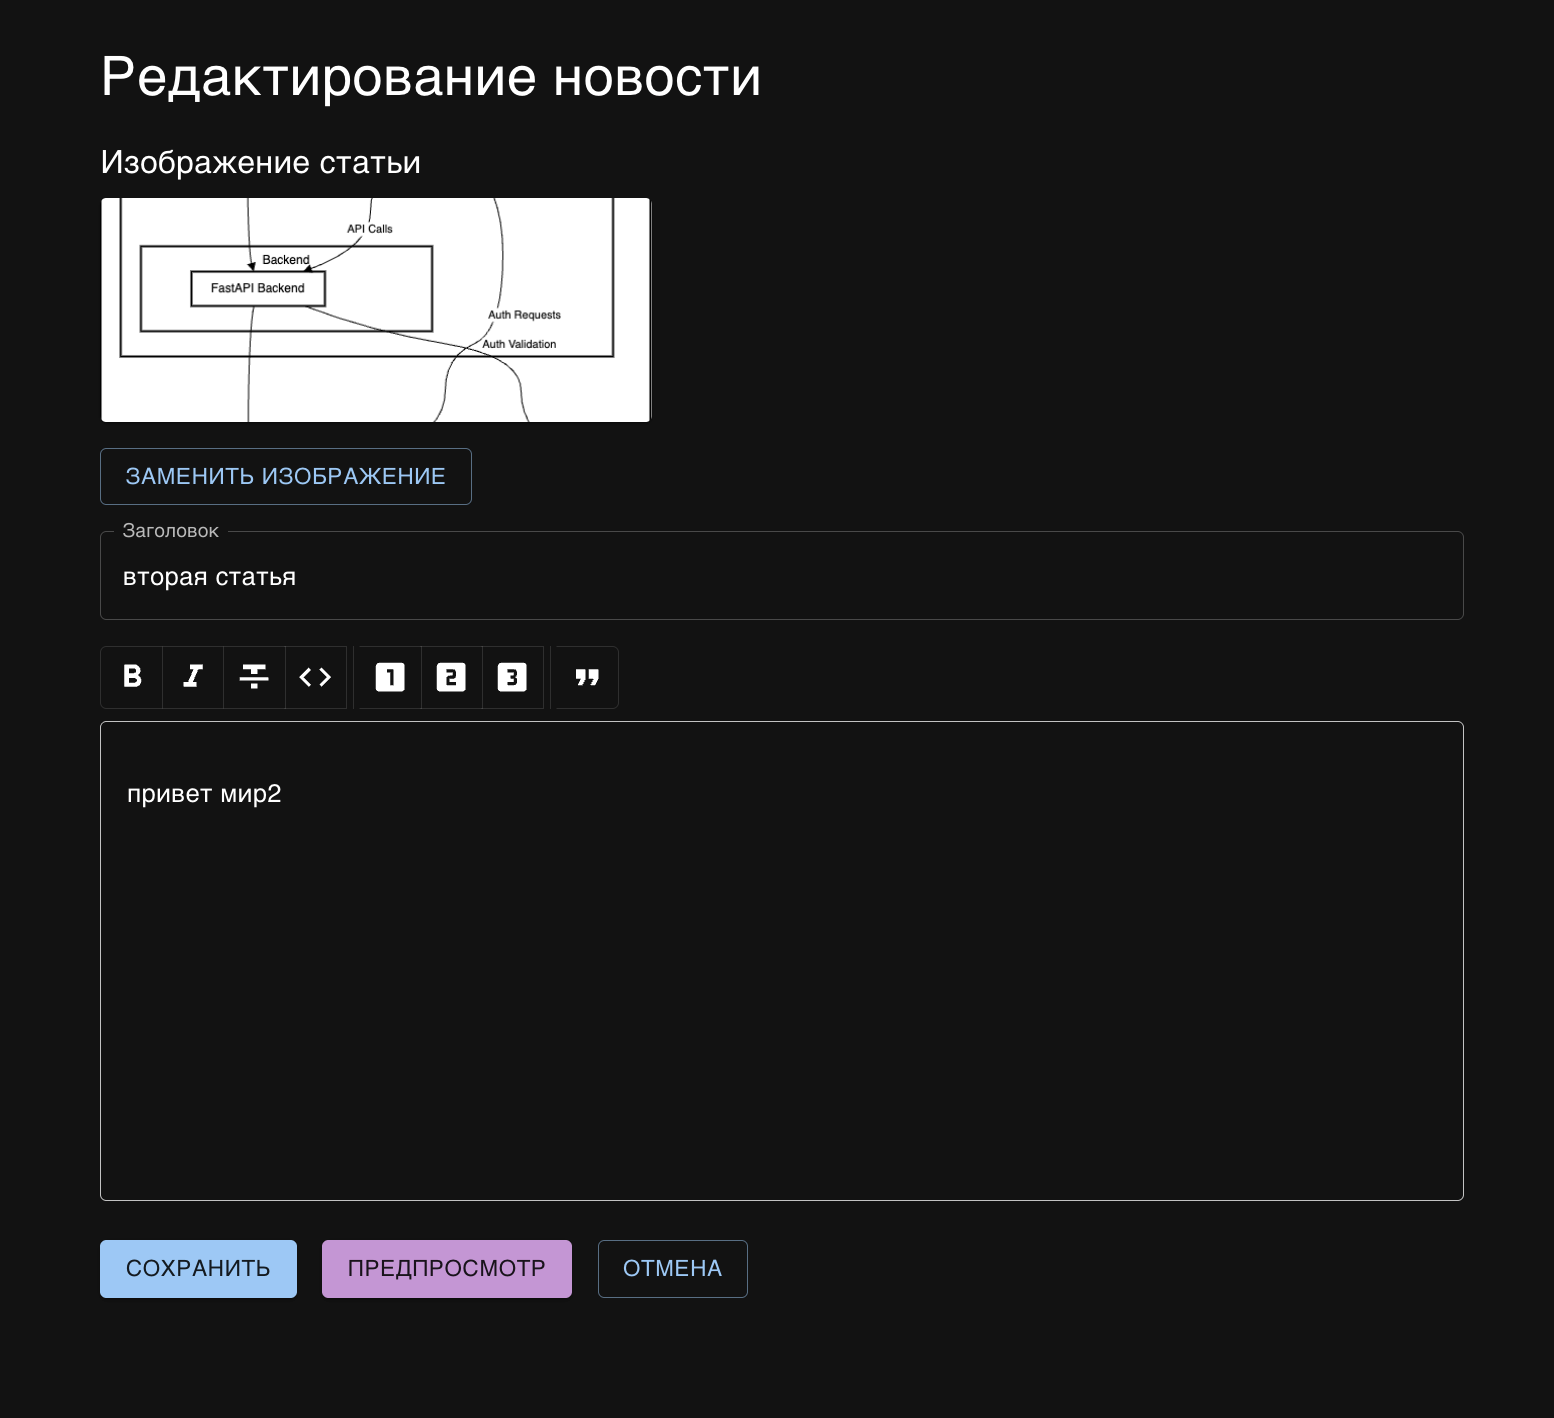 Редактирование новости
Изображение статьи
API Calls
Backend
FastAPI Backend
Auth Requests
Auth Validation
ЗАМЕНИТЬ ИЗОБРАЖЕНИЕ
Заголовок
вторая статья
B I T <> 1 2 3 ”
привет мир2
СОХРАНИТЬ ПРЕДПРОСМОТР ОТМЕНА